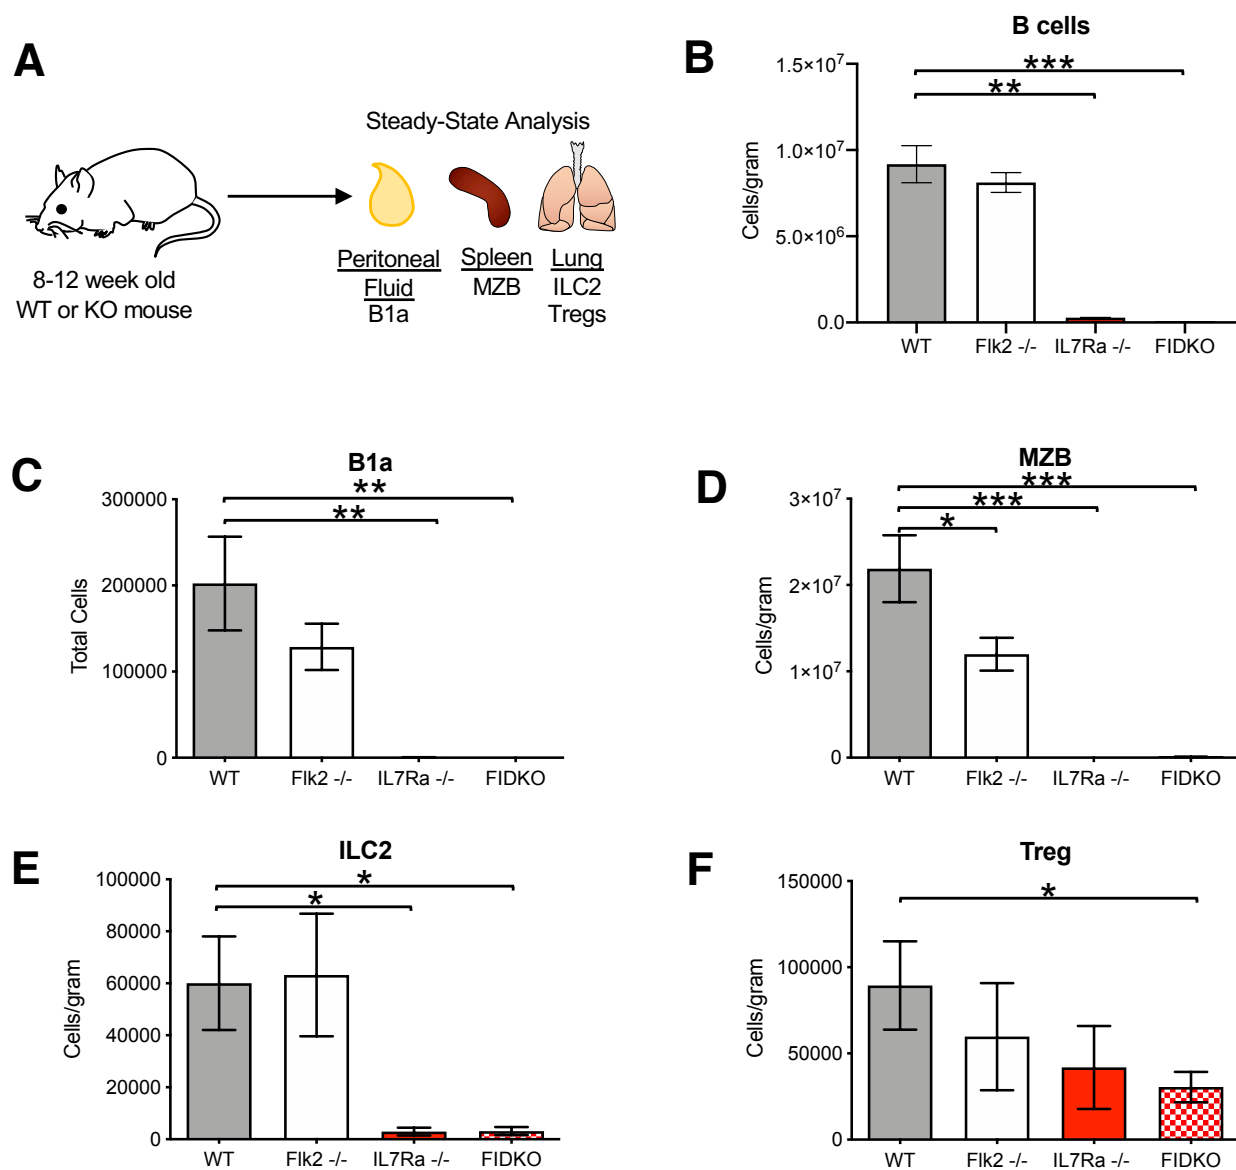 A
Steady-State Analysis
8-12 week old
WT or KO mouse
Peritoneal
Fluid
B1a
Spleen
MZB
Lung
ILC2
Tregs
B
B cells
***
**
1.5×10⁷
1.0×10⁷
5.0×10⁶
0.0
Cells/gram
WT Flk2 -/- IL7Ra -/- FIDKO
C
B1a
**
**
300000
200000
100000
0
Total Cells
WT Flk2 -/- IL7Ra -/- FIDKO
D
MZB
***
***
*
3×10⁷
2×10⁷
1×10⁷
0
Cells/gram
WT Flk2 -/- IL7Ra -/- FIDKO
E
ILC2
*
*
100000
80000
60000
40000
20000
0
Cells/gram
WT Flk2 -/- IL7Ra -/- FIDKO
F
Treg
*
150000
100000
50000
0
Cells/gram
WT Flk2 -/- IL7Ra -/- FIDKO